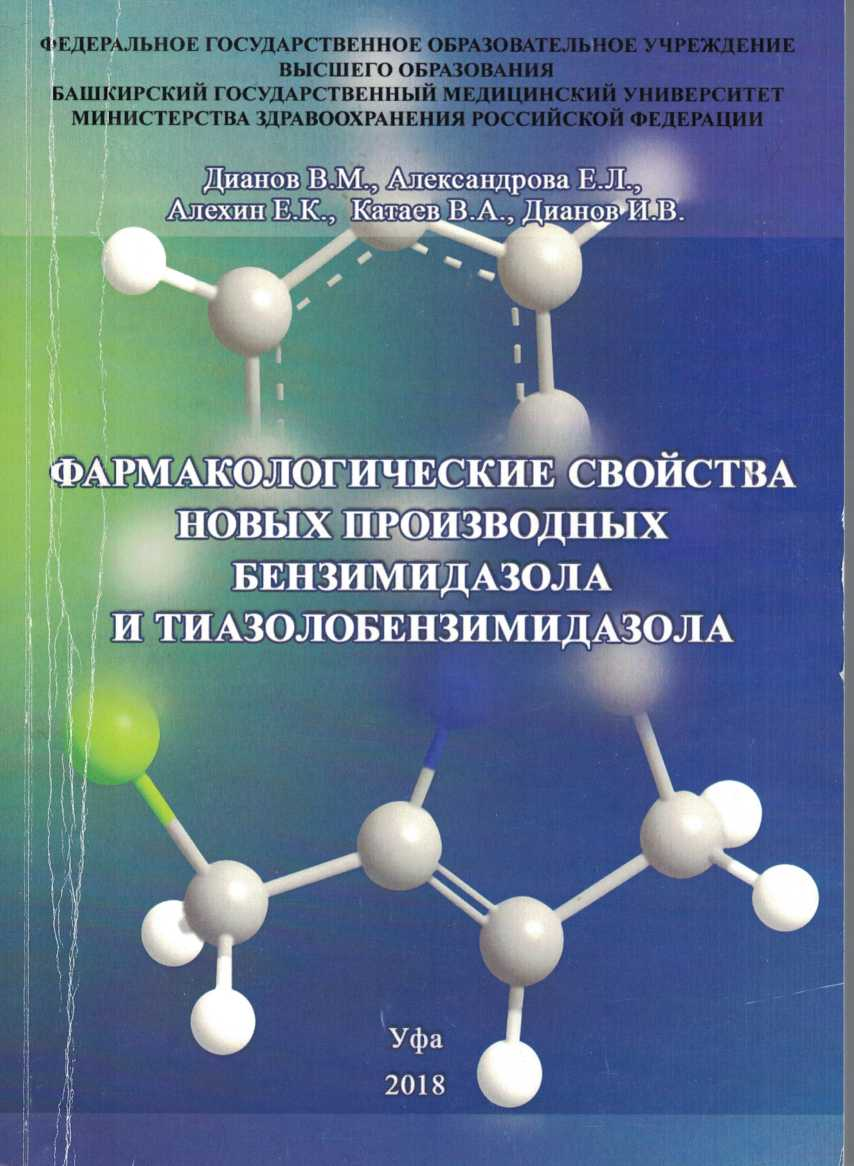 ФЕДЕРАЛЬНОЕ ГОСУДАРСТВЕННОЕ ОБРАЗОВАТЕЛЬНОЕ УЧРЕЖДЕНИЕ
ВЫСШЕГО ОБРАЗОВАНИЯ
БАШКИРСКИЙ ГОСУДАРСТВЕННЫЙ МЕДИЦИНСКИЙ УНИВЕРСИТЕТ
МИНИСТЕРСТВА ЗДРАВООХРАНЕНИЯ РОССИЙСКОЙ ФЕДЕРАЦИИ
Дианов В.М., Александрова Е.Л.,
Алехин Е.К., Катаев В.А., Дианов И.В.
ФАРМАКОЛОГИЧЕСКИЕ СВОЙСТВА
НОВЫХ ПРОИЗВОДНЫХ
БЕНЗИМИДАЗОЛА
И ТИАЗОЛОБЕНЗИМИДАЗОЛА
Уфа
2018